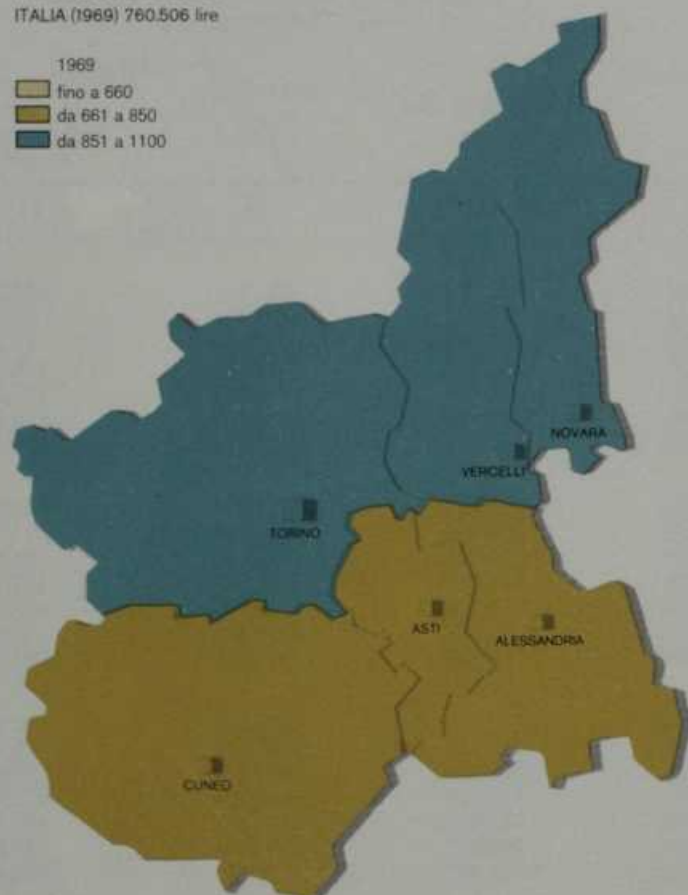 ITALIA (1969) 760.506 lire
1969
fino a 660
da 661 a 850
da 851 a 1100
NOVARA
VERCELLI
TORINO
ASTI
ALESSANDRIA
CUNEO